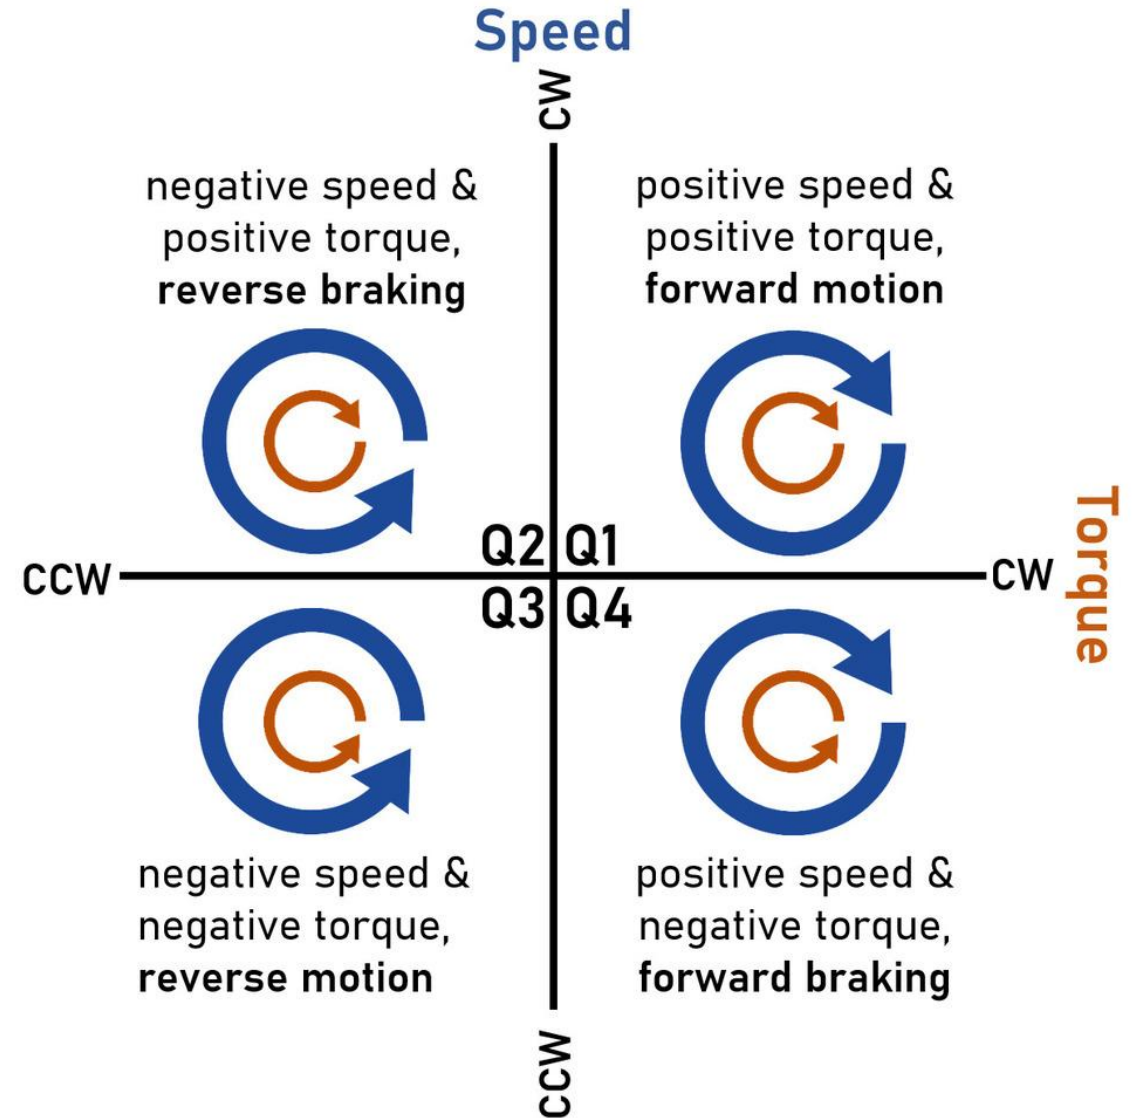 Speed
CW
negative speed &
positive torque,
reverse braking
positive speed &
positive torque,
forward motion
Q2
Q1
CCW
CW
Torque
Q3
Q4
negative speed &
negative torque,
reverse motion
positive speed &
negative torque,
forward braking
CCW